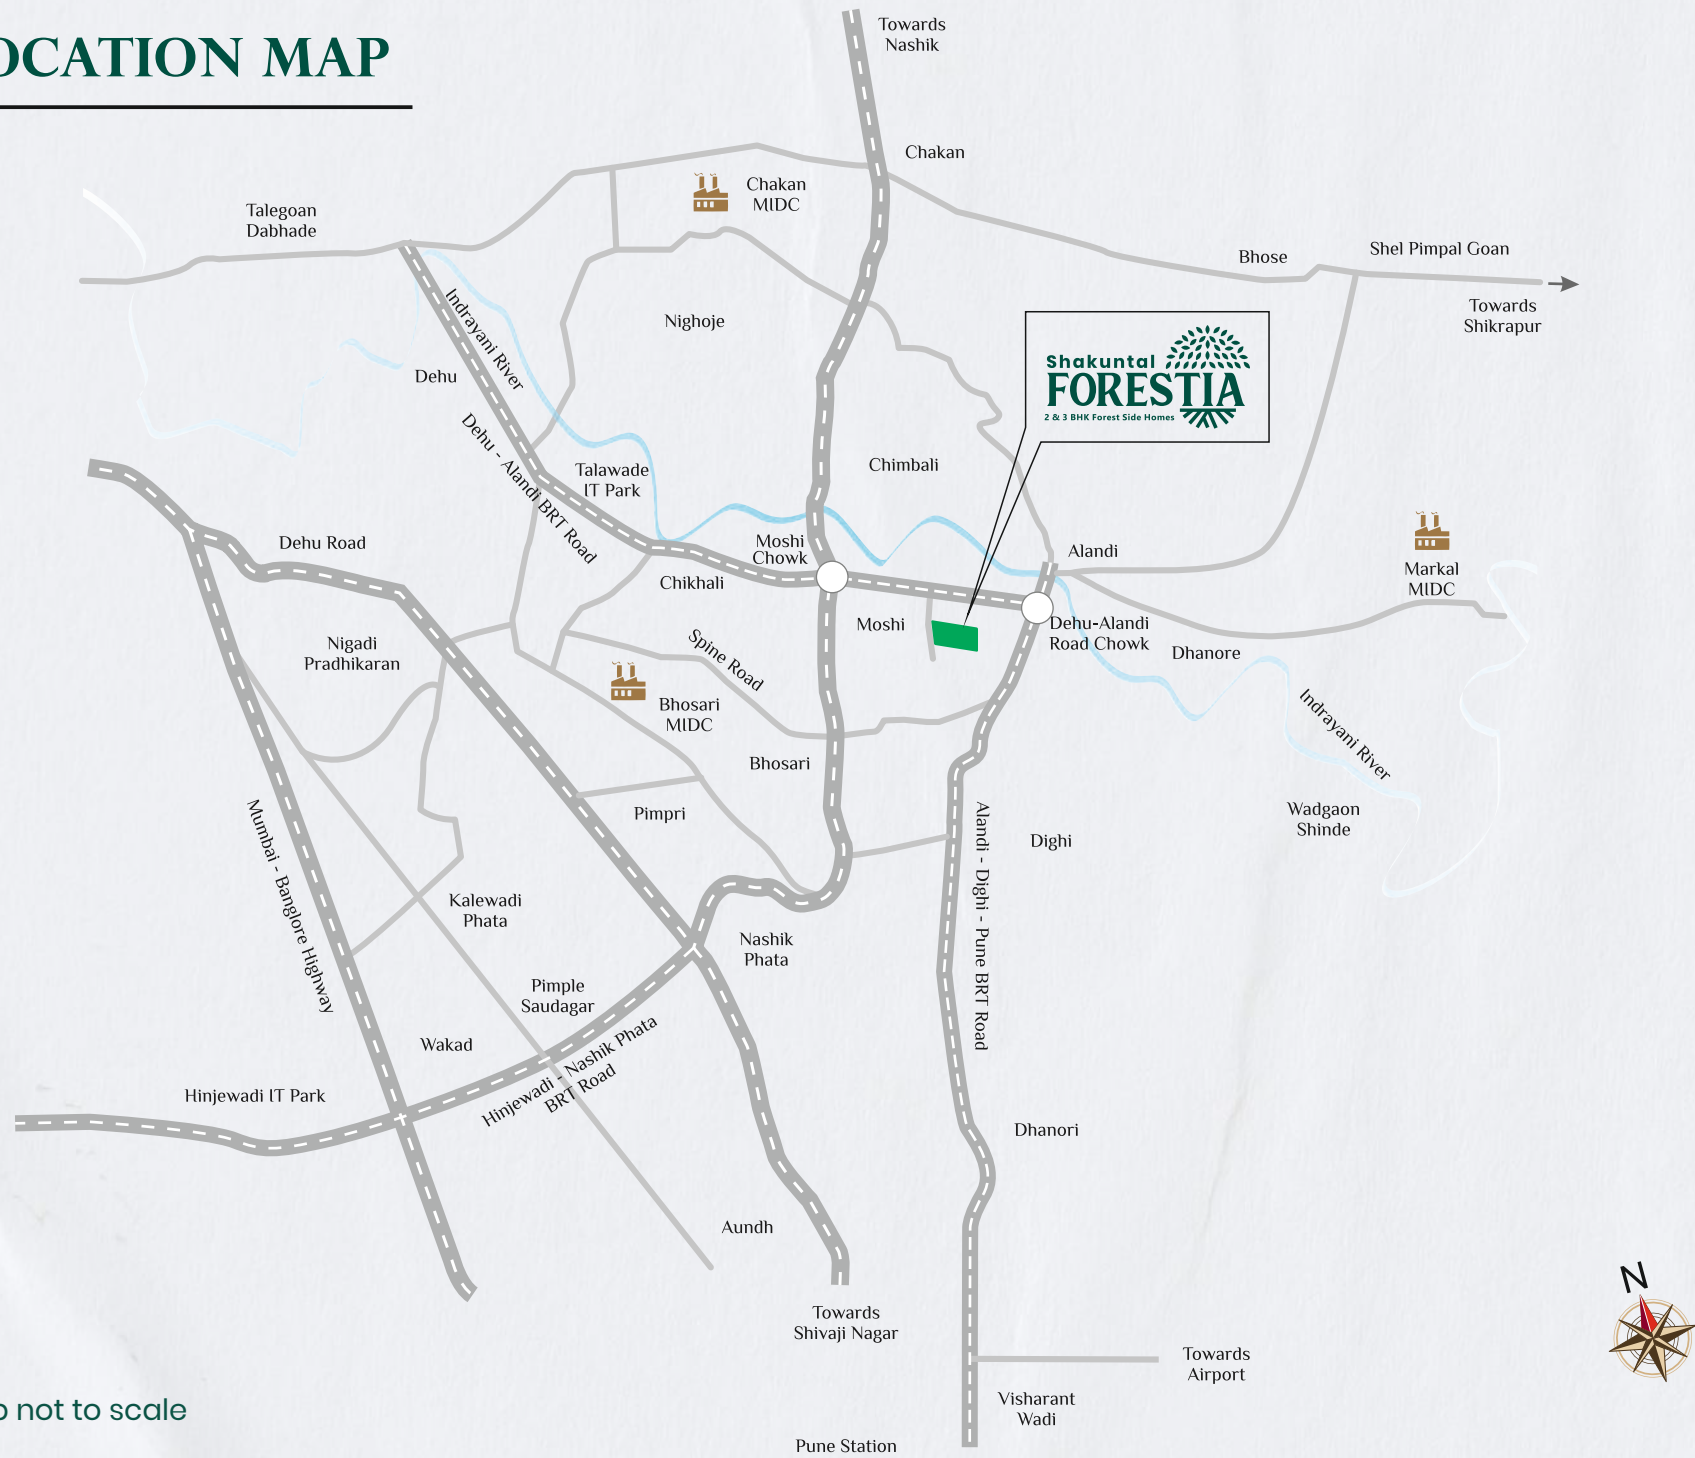 OCATION MAP
Towards
Nashik
Chakan
Chakan
MIDC
Talegoan
Dabhade
Bhose
Shel Pimpal Goan
Towards
Shikrapur
Indrayani River
Nighoje
Dehu
Shakuntal
FORESTIA
2 & 3 BHK Forest Side Homes
Dehu - Alandi BRT Road
Talawade
IT Park
Chimbali
Dehu Road
Moshi
Chowk
Alandi
Chikhali
Markal
MIDC
Moshi
Dehu-Alandi
Road Chowk
Dhanore
Nigadi
Pradhikaran
Spine Road
Bhosari
MIDC
Indrayani River
Bhosari
Pimpri
Wadgaon
Shinde
Dighi
Mumbai - Banglore Highway
Alandi - Dighi - Pune BRT Road
Kalewadi
Phata
Nashik
Phata
Pimple
Saudagar
Wakad
Hinjewadi - Nashik Phata
BRT Road
Hinjewadi IT Park
Dhanori
Aundh
Towards
Shivaji Nagar
N
Towards
Airport
Visharant
Wadi
not to scale
Pune Station